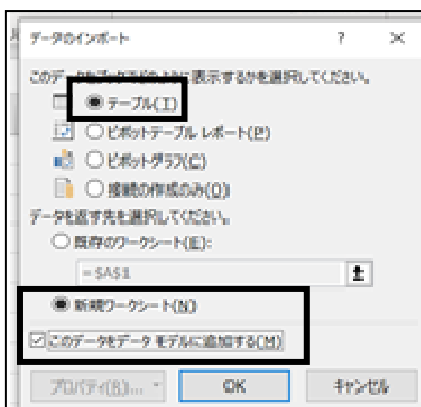 データのインポート ? ×
このデータをブックでどのように表示するかを選択してください。
テーブル(T)
ピボットテーブル レポート(P)
ピボットグラフ(C)
接続の作成のみ(O)
データを返す先を選択してください。
既存のワークシート(E):
=$A$1
新規ワークシート(N)
このデータをデータ モデルに追加する(M)
プロパティ(R)... OK キャンセル